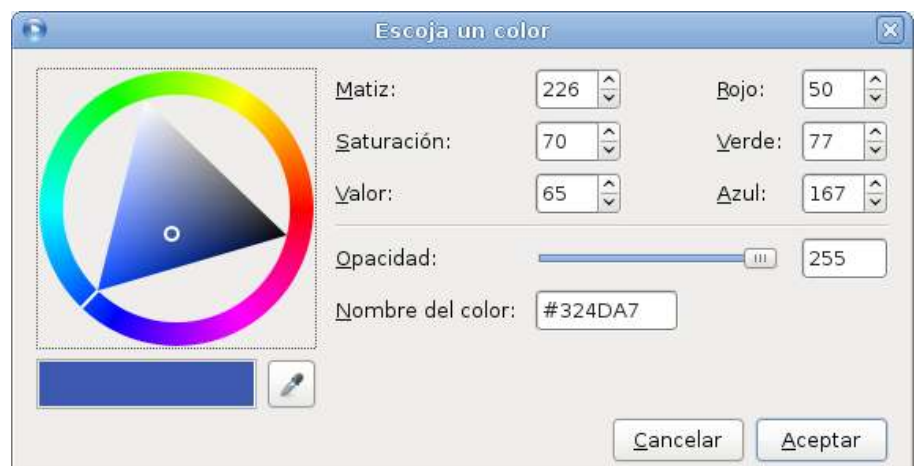 Escoja un color
Matiz: 226 Rojo: 50
Saturación: 70 Verde: 77
Valor: 65 Azul: 167
Opacidad: 255
Nombre del color: #324DA7
Cancelar Aceptar